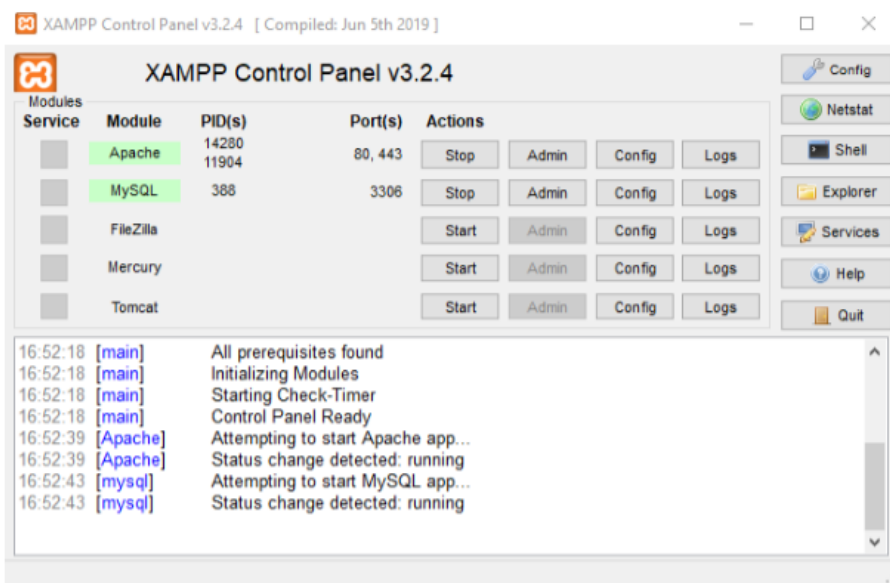 XAMPP Control Panel v3.2.4 [ Compiled: Jun 5th 2019 ]
XAMPP Control Panel v3.2.4
Config
Modules
Service Module PID(s) Port(s) Actions
Netstat
Apache 14280 11904 80, 443 Stop Admin Config Logs
Shell
MySQL 388 3306 Stop Admin Config Logs
Explorer
FileZilla Start Admin Config Logs
Services
Mercury Start Admin Config Logs
Help
Tomcat Start Admin Config Logs
Quit
16:52:18 [main] All prerequisites found
16:52:18 [main] Initializing Modules
16:52:18 [main] Starting Check-Timer
16:52:18 [main] Control Panel Ready
16:52:39 [Apache] Attempting to start Apache app...
16:52:39 [Apache] Status change detected: running
16:52:43 [mysql] Attempting to start MySQL app...
16:52:43 [mysql] Status change detected: running